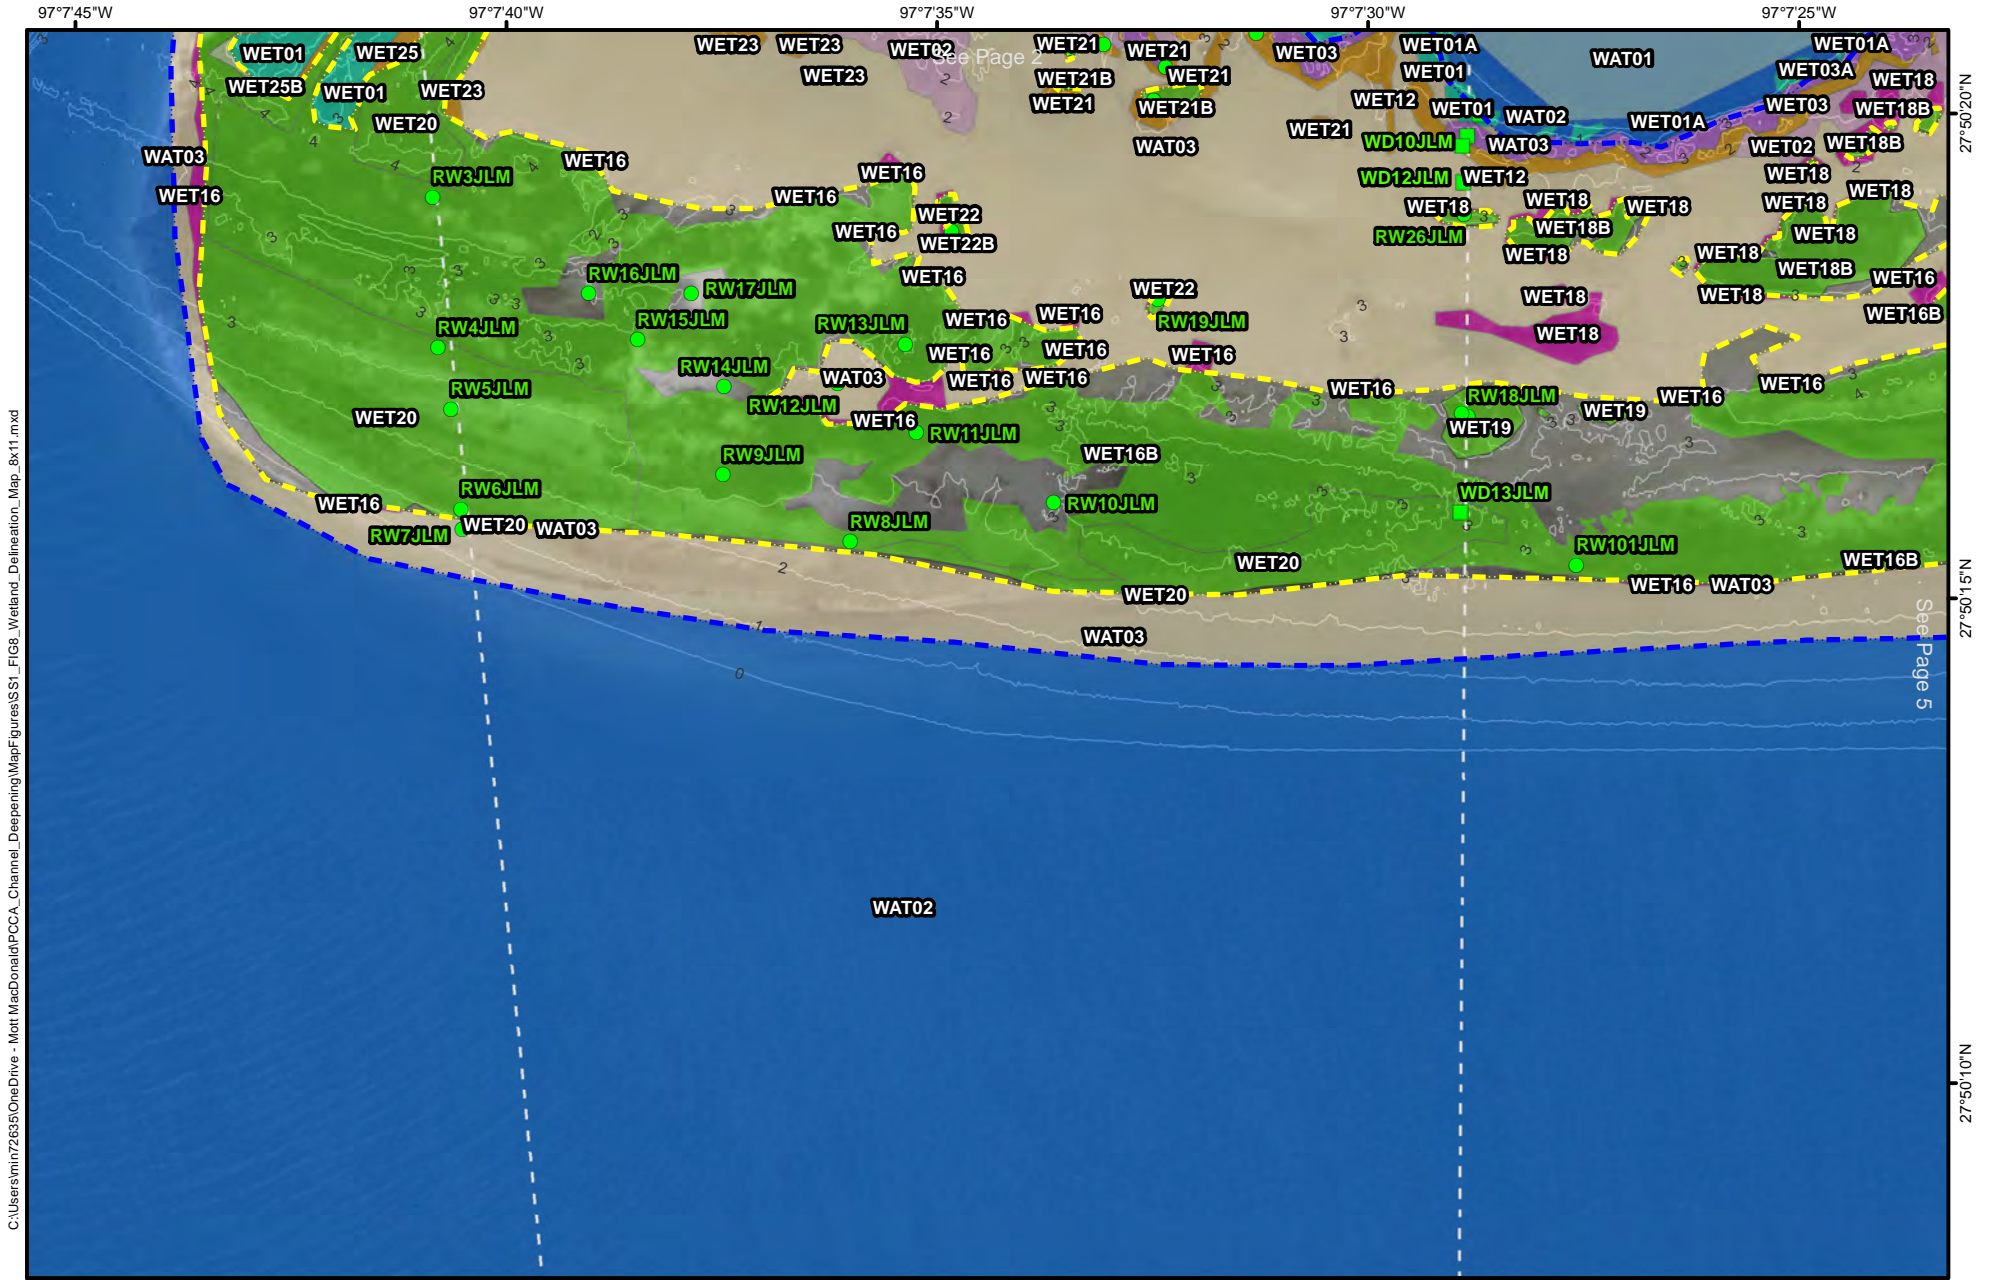 97°7'45"W 97°7'40"W 97°7'35"W 97°7'30"W 97°7'25"W
WET01 WET25 WET23 WET23 WET02 WET21 WET21 WET03 WET01A WAT01 WET01A
See Page 2
WET25B WET01 WET23 WET23 WET21B WET21 WET01 WET03A WET18
WET20 WET21 WET21B WET12 WET01 WAT02 WET01A WET03 WET18B
27°50'20"N
WAT03 WET16 WET16 WAT03 WET21 WD10JLM WAT03 WET02 WET18B
RW3JLM WET16 WD12JLM WET12 WET18
WET16 WET16 WET22 WET18 WET18 WET18 WET18 WET18
WET16 WET22B RW26JLM WET18B WET18
RW16JLM RW17JLM WET16 WET22 WET18 WET18 WET18B WET16
WET18 WET18
RW4JLM RW15JLM RW13JLM WET16 WET16 RW19JLM WET18 WET16B
RW14JLM WET16 WET16 WET16
RW5JLM WAT03 WET16 WET16 WET16 RW18JLM WET16 WET16
WET20 RW12JLM WET16 RW11JLM WET19 WET19
RW9JLM WET16B
RW6JLM WET16 RW10JLM WD13JLM
RW7JLM WET20 WAT03 RW8JLM RW101JLM
WET20 WET16B
WET20 WET16 WAT03
27°50'15"N
WAT03
See Page 5
2
1
0
WAT02
27°50'10"N
C:\Users\min72635\OneDrive - Mott MacDonald\PCCA_Channel_Deepening\MapFigures\SS1_FIG8_Wetland_Delineation_Map_8x11.mxd